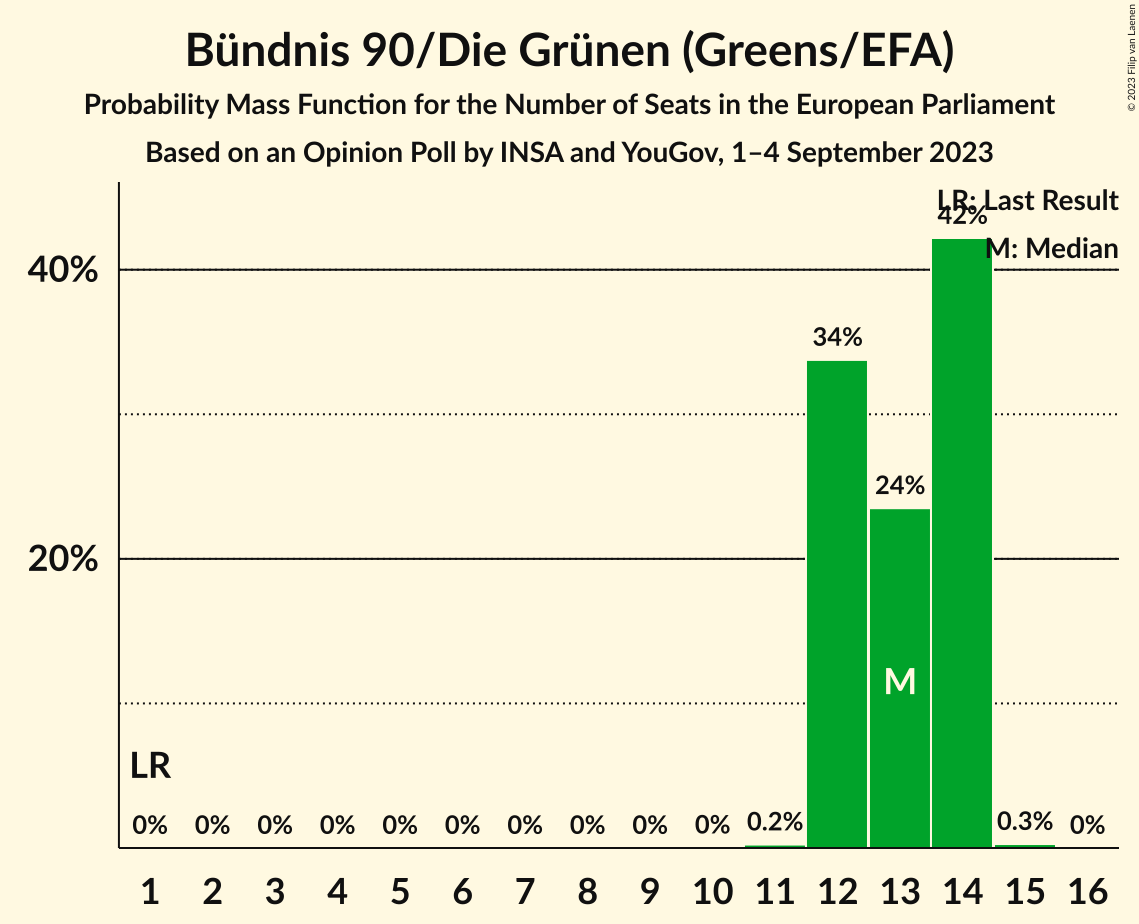 Bündnis 90/Die Grünen (Greens/EFA)
Probability Mass Function for the Number of Seats in the European Parliament
Based on an Opinion Poll by INSA and YouGov, 1–4 September 2023
© 2023 Filip van Laenen
LR: Last Result
42%
M: Median
40%
34%
24%
20%
M
LR
0% 0% 0% 0% 0% 0% 0% 0% 0% 0% 0.2% 0.3% 0%
1 2 3 4 5 6 7 8 9 10 11 12 13 14 15 16